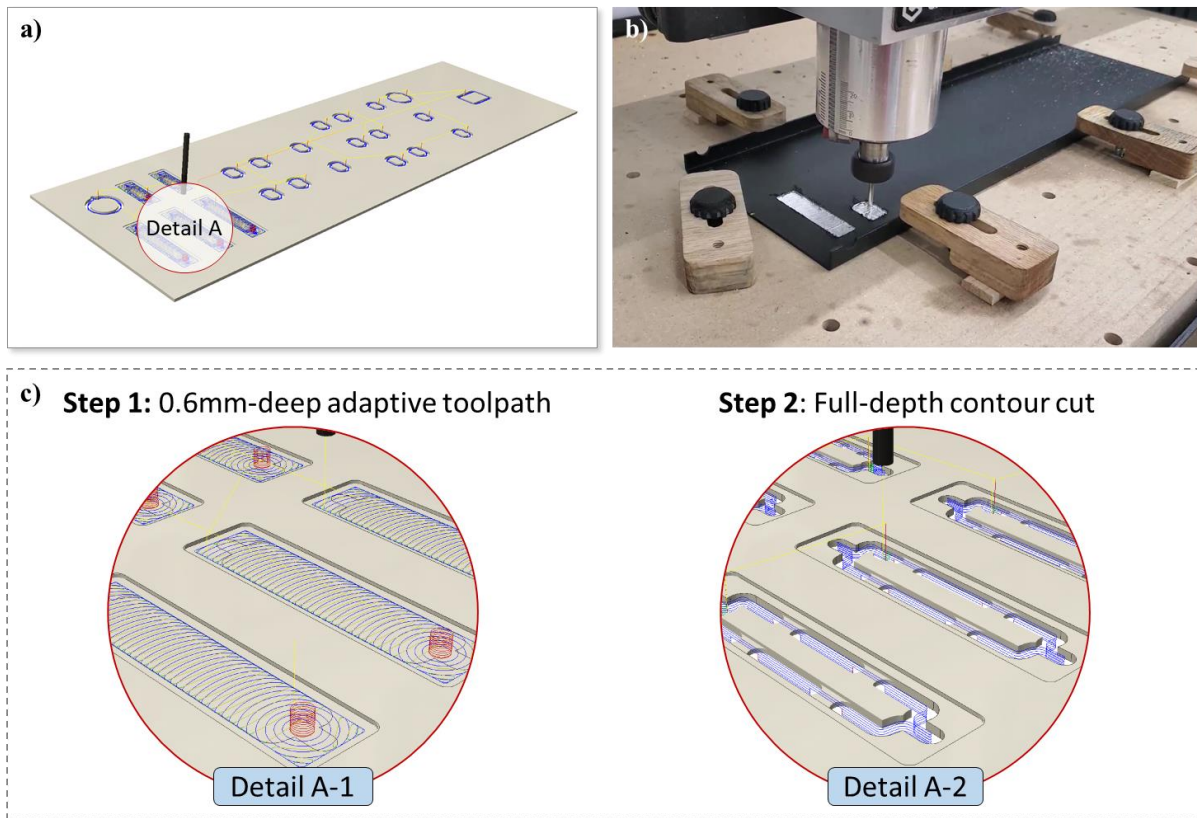 a)
Detail A
b)
c)
Step 1: 0.6mm-deep adaptive toolpath
Step 2: Full-depth contour cut
Detail A-1
Detail A-2